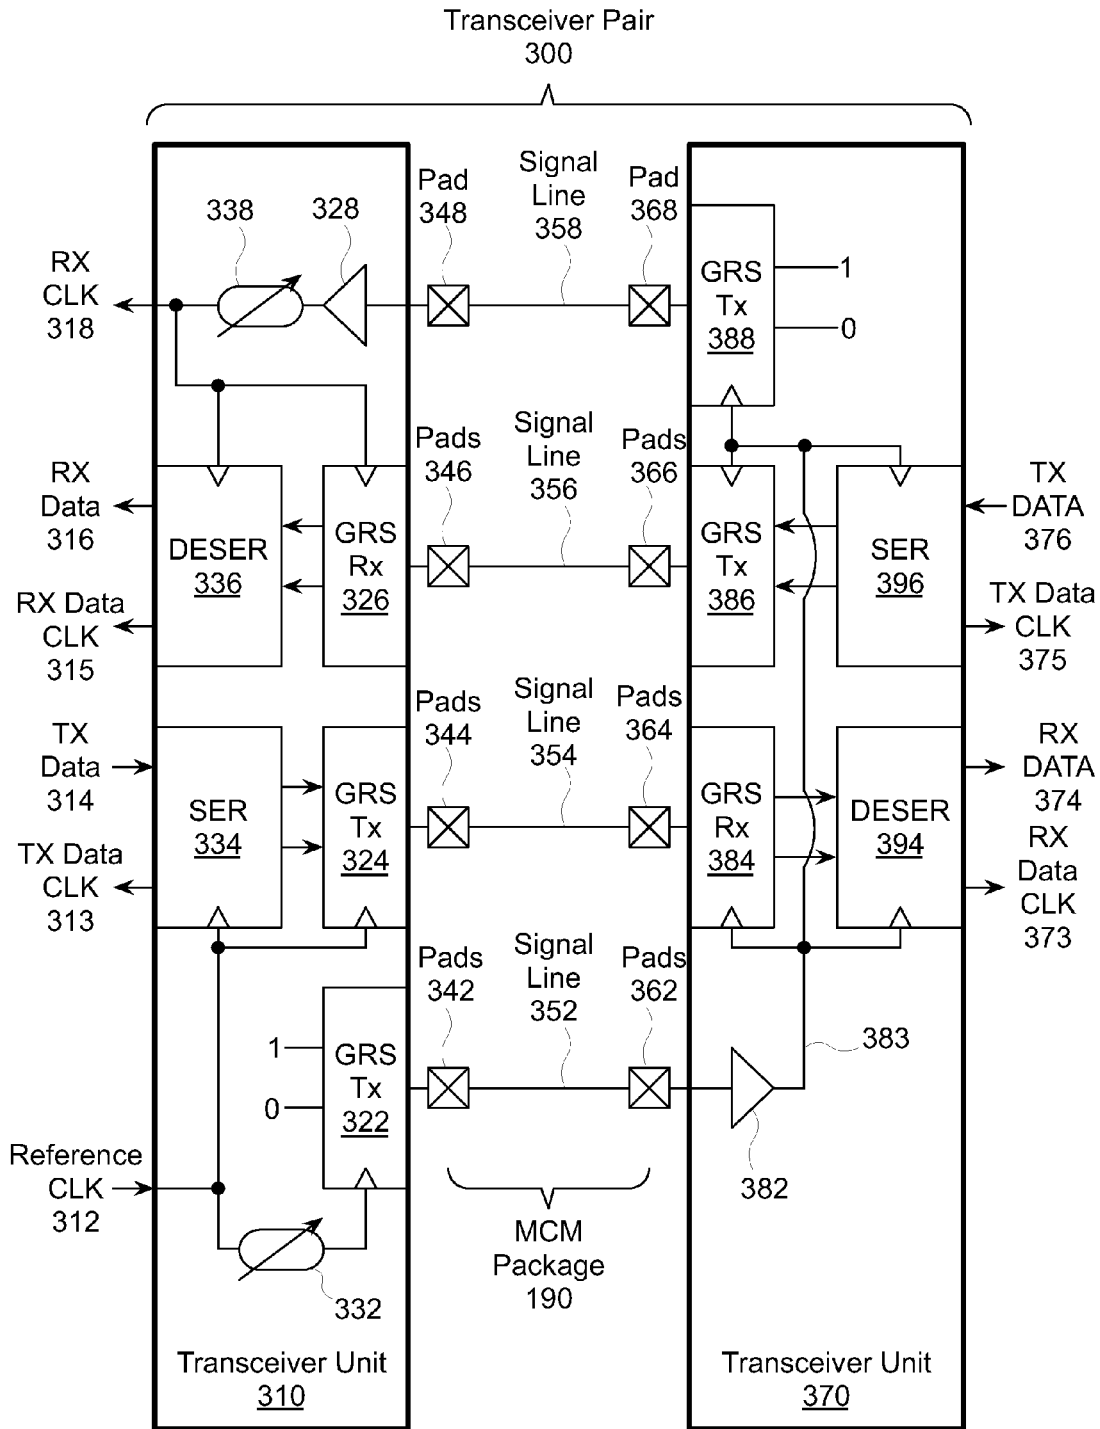 Transceiver Pair
300
338
328
Pad
348
Signal
Line
358
Pad
368
RX
CLK
318
GRS
Tx
388
1
0
Pads
346
Signal
Line
356
Pads
366
RX
Data
316
DESER
336
GRS
Rx
326
GRS
Tx
386
SER
396
TX
DATA
376
RX Data
CLK
315
TX Data
CLK
375
Pads
344
Signal
Line
354
Pads
364
TX
Data
314
SER
334
GRS
Tx
324
GRS
Rx
384
DESER
394
RX
DATA
374
TX Data
CLK
313
RX
Data
CLK
373
Pads
342
Signal
Line
352
Pads
362
1
0
GRS
Tx
322
383
382
Reference
CLK
312
332
MCM
Package
190
Transceiver Unit
310
Transceiver Unit
370